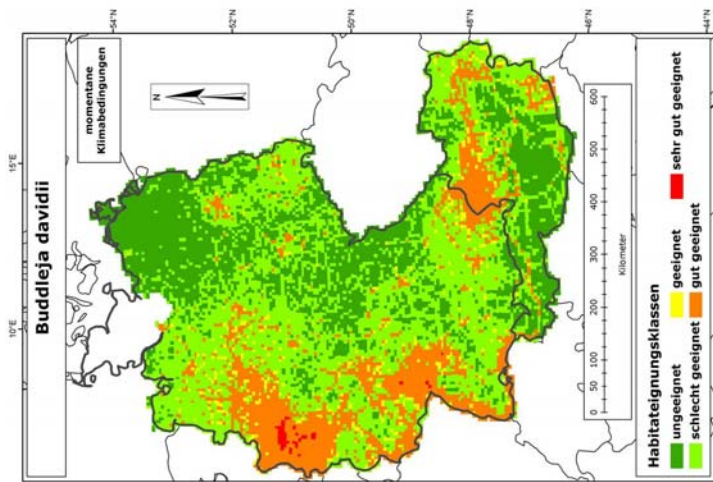 Buddleja davidii
momentane
Klimabedingungen
N
10°E
15°E
54°N
52°N
50°N
48°N
46°N
44°N
0 50 100 150 200 300 400 500 600
Kilometer
Habitateignungsklassen
ungeeignet
geeignet
sehr gut geeignet
schlecht geeignet
gut geeignet